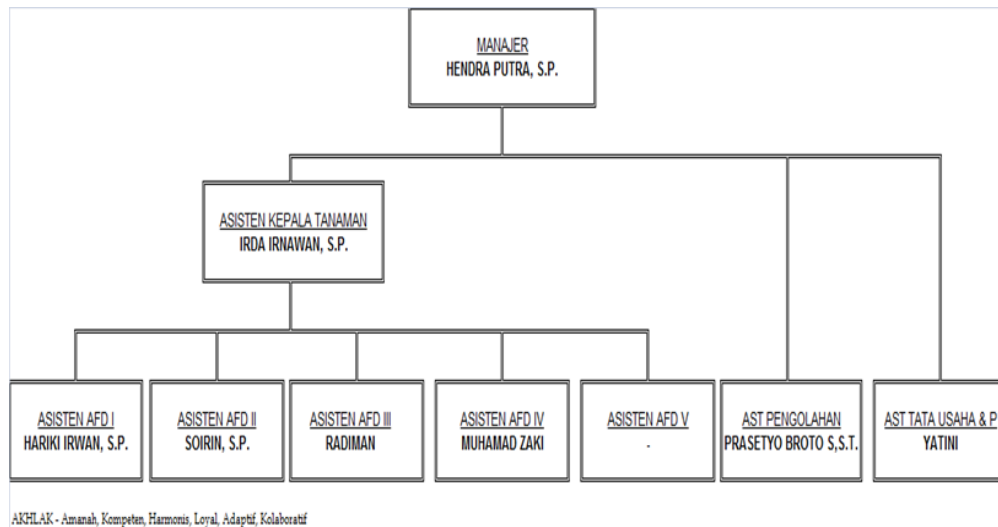 MANAJER
HENDRA PUTRA, S.P.
ASISTEN KEPALA TANAMAN
IRDA IRNAWAN, S.P.
ASISTEN AFD I
HARIKI IRWAN, S.P.
ASISTEN AFD II
SOIRIN, S.P.
ASISTEN AFD III
RADIMAN
ASISTEN AFD IV
MUHAMAD ZAKI
ASISTEN AFD V
-
AST PENGOLAHAN
PRASETYO BROTO S,S.T.
AST TATA USAHA & P
YATINI
AKHLAK - Amanah, Kompeten, Harmonis, Loyal, Adaptif, Kolaboratif